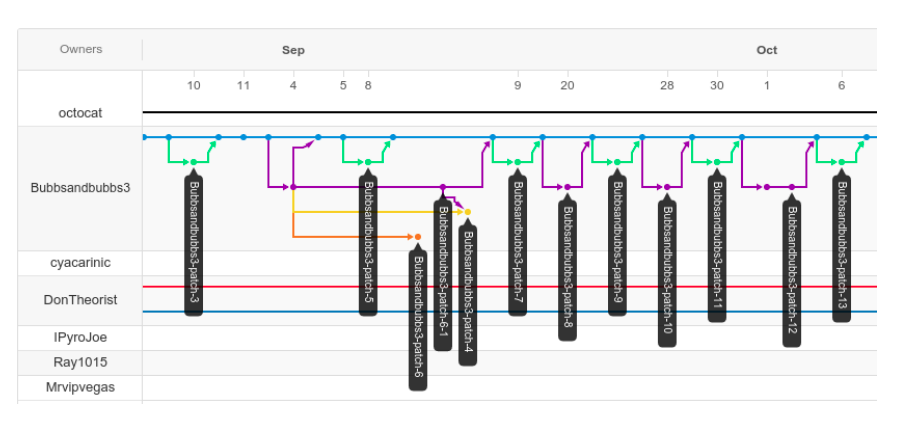 Owners
Sep
Oct
10 11 4 5 8 9 20 28 30 1 6
octocat
Bubbsandbubbs3
cyacarinic
DonTheorist
IPyroJoe
Ray1015
Mrvipvegas
Bubbsandbubbs3-patch-3
Bubbsandbubbs3-patch-5
Bubbsandbubbs3-patch-6
Bubbsandbubbs3-patch-6-1
Bubbsandbubbs3-patch-4
Bubbsandbubbs3-patch-7
Bubbsandbubbs3-patch-8
Bubbsandbubbs3-patch-9
Bubbsandbubbs3-patch-10
Bubbsandbubbs3-patch-11
Bubbsandbubbs3-patch-12
Bubbsandbubbs3-patch-13